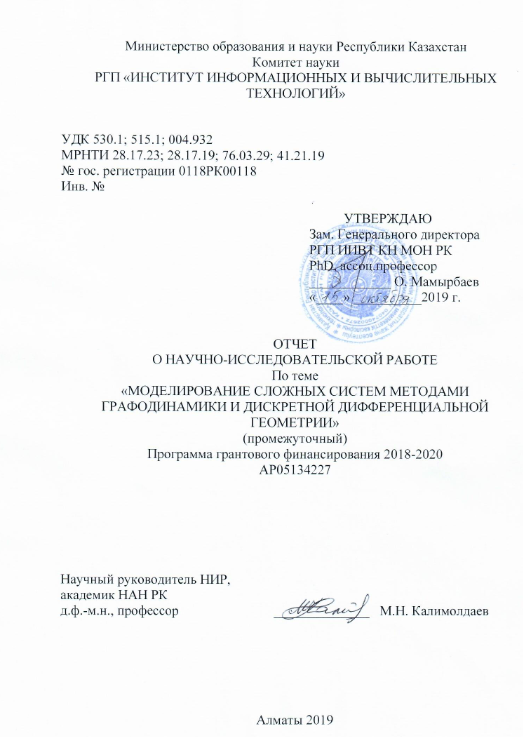 Министерство образования и науки Республики Казахстан
Комитет науки
РГП «ИНСТИТУТ ИНФОРМАЦИОННЫХ И ВЫЧИСЛИТЕЛЬНЫХ
ТЕХНОЛОГИЙ»
УДК 530.1; 515.1; 004.932
МРНТИ 28.17.23; 28.17.19; 76.03.29; 41.21.19
№ гос. регистрации 0118РК00118
Инв. №
УТВЕРЖДАЮ
Зам. Генерального директора
РГП ИИВТ КН МОН РК
PhD, ассоц.профессор
О. Мамырбаев
«15» октября 2019 г.
ОТЧЕТ
О НАУЧНО-ИССЛЕДОВАТЕЛЬСКОЙ РАБОТЕ
По теме
«МОДЕЛИРОВАНИЕ СЛОЖНЫХ СИСТЕМ МЕТОДАМИ
ГРАФОДИНАМИКИ И ДИСКРЕТНОЙ ДИФФЕРЕНЦИАЛЬНОЙ
ГЕОМЕТРИИ»
(промежуточный)
Программа грантового финансирования 2018-2020
АР05134227
Научный руководитель НИР,
академик НАН РК
д.ф.-м.н., профессор М.Н. Калимолдаев
Алматы 2019